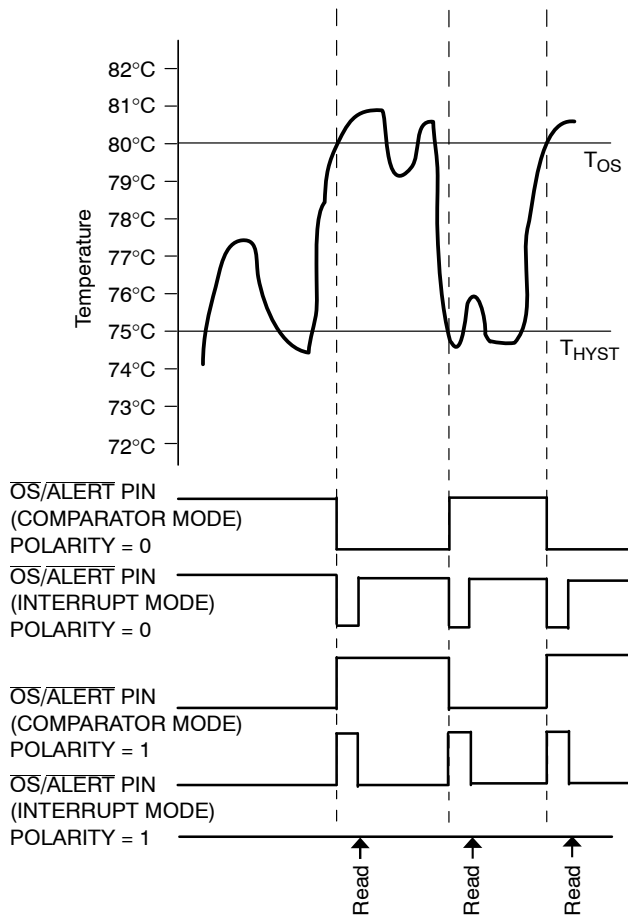 82°C
81°C
80°C
79°C
78°C
77°C
76°C
75°C
74°C
73°C
72°C
Temperature
TOS
THYST
OS/ALERT PIN
(COMPARATOR MODE)
POLARITY = 0
OS/ALERT PIN
(INTERRUPT MODE)
POLARITY = 0
OS/ALERT PIN
(COMPARATOR MODE)
POLARITY = 1
OS/ALERT PIN
(INTERRUPT MODE)
POLARITY = 1
Read
Read
Read